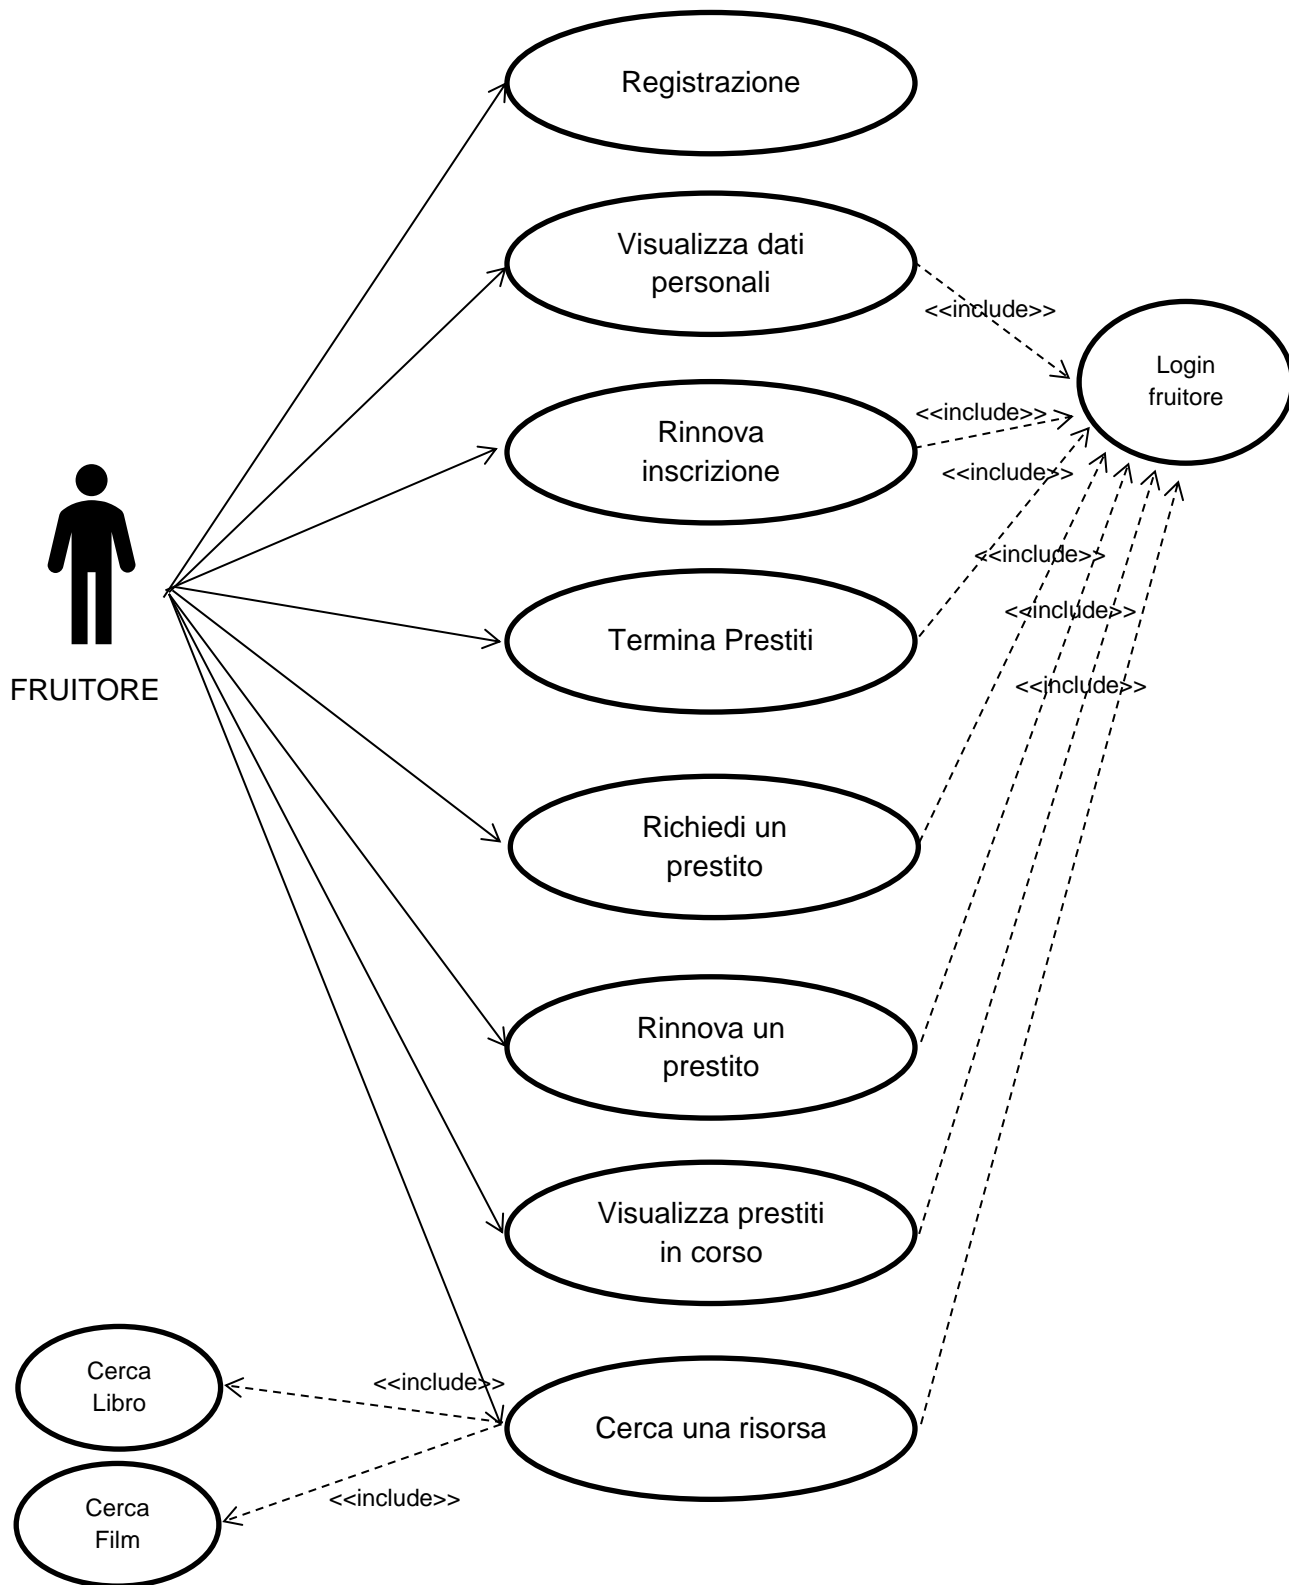 Registrazione
Visualizza dati
personali
<<include>>
Login
fruitore
<<include>>
Rinnova
inscrizione
<<include>>
<<include>>
<<include>>
Termina Prestiti
FRUITORE
<<include>>
Richiedi un
prestito
Rinnova un
prestito
Visualizza prestiti
in corso
Cerca
Libro
<<include>>
Cerca una risorsa
<<include>>
Cerca
Film